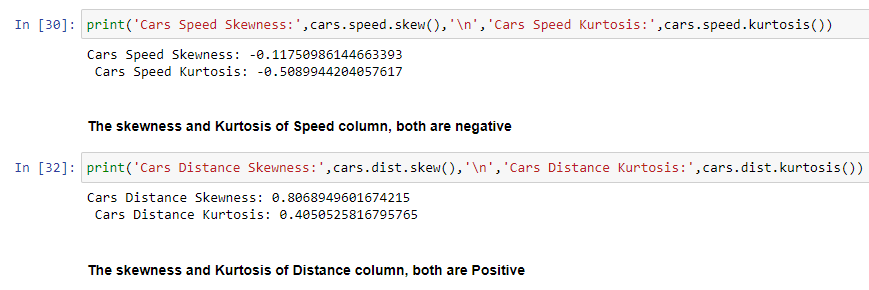 In [30]: print('Cars Speed Skewness:',cars.speed.skew(),'\n','Cars Speed Kurtosis:',cars.speed.kurtosis())
Cars Speed Skewness: -0.11750986144663393
Cars Speed Kurtosis: -0.5089944204057617
The skewness and Kurtosis of Speed column, both are negative
In [32]: print('Cars Distance Skewness:',cars.dist.skew(),'\n','Cars Distance Kurtosis:',cars.dist.kurtosis())
Cars Distance Skewness: 0.8068949601674215
Cars Distance Kurtosis: 0.4050525816795765
The skewness and Kurtosis of Distance column, both are Positive